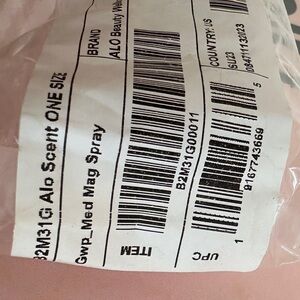 B2M31G Alo Scent ONE SIZE
Gwp_Med Mag Spray
BRAND
ALO Beauty
ITEM
B2M31G00011
COUNTRY: US
SU23
UPC
1 9167743669 5